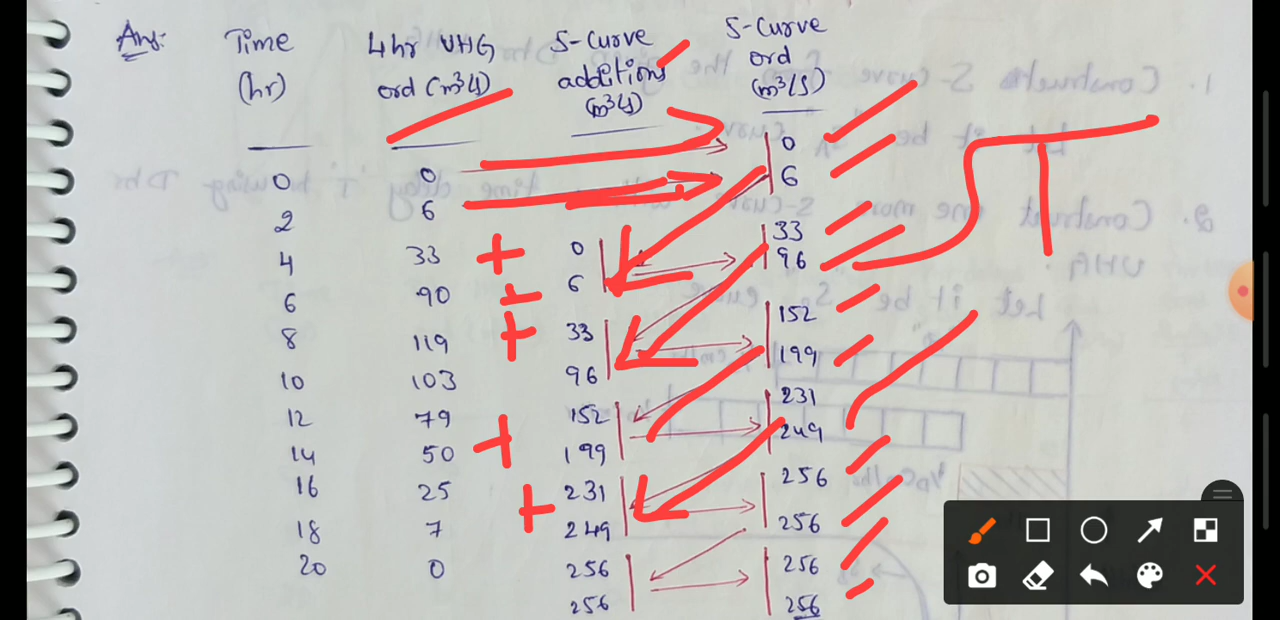 Ans: Time 4hr UHG S-Curve S-Curve
(hr) ord (m³/s) additions ord
(m³/s) (m³/s)
0 0 0
2 6 6
4 33 0 33
6 90 6 96
8 119 33 152
10 103 96 199
12 79 152 231
14 50 199 249
16 25 231 256
18 7 249 256
20 0 256 256
256 256